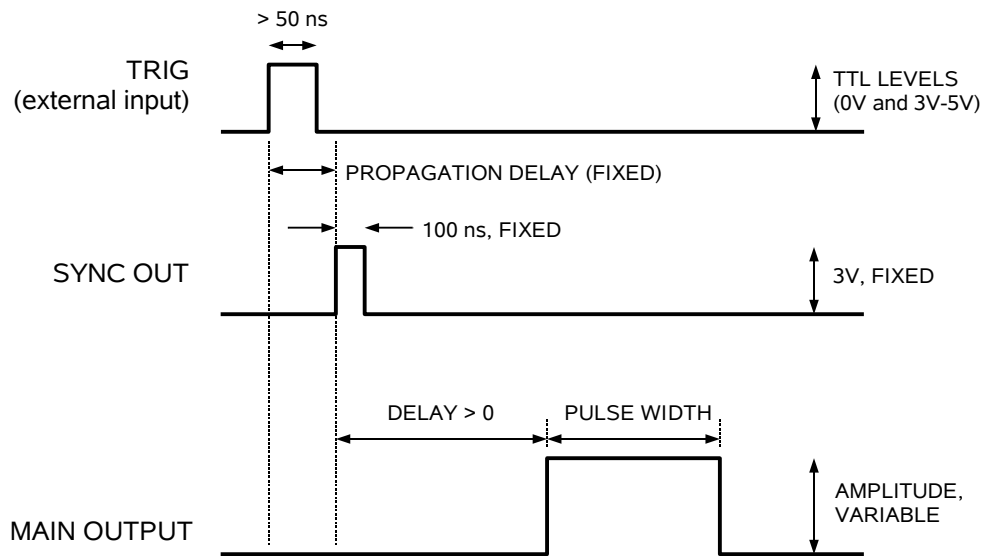 > 50 ns
TRIG
(external input)
TTL LEVELS
(0V and 3V-5V)
PROPAGATION DELAY (FIXED)
100 ns, FIXED
SYNC OUT
3V, FIXED
DELAY > 0
PULSE WIDTH
AMPLITUDE,
VARIABLE
MAIN OUTPUT